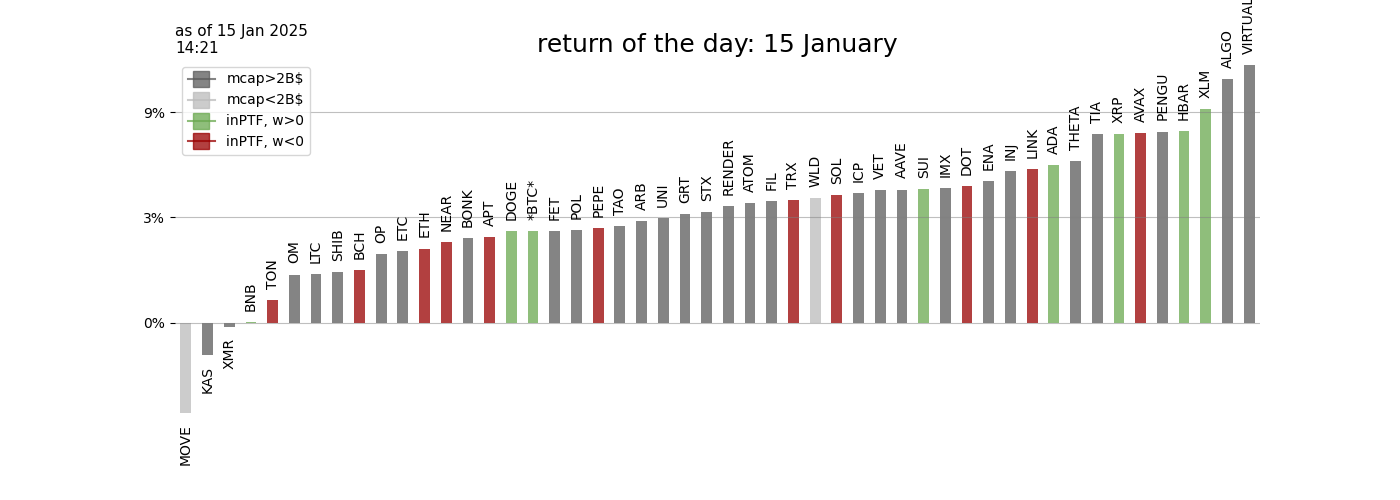 as of 15 Jan 2025
14:21
return of the day: 15 January
mcap>2B$
mcap<2B$
inPTF, w>0
inPTF, w<0
9%
3%
0%
MOVE
KAS
XMR
BNB
TON
OM
LTC
SHIB
BCH
OP
ETC
ETH
NEAR
BONK
APT
DOGE
*BTC*
FET
POL
PEPE
TAO
ARB
UNI
GRT
STX
RENDER
ATOM
FIL
TRX
WLD
SOL
ICP
VET
AAVE
SUI
IMX
DOT
ENA
INJ
LINK
ADA
THETA
TIA
XRP
AVAX
PENGU
HBAR
XLM
ALGO
VIRTUAL